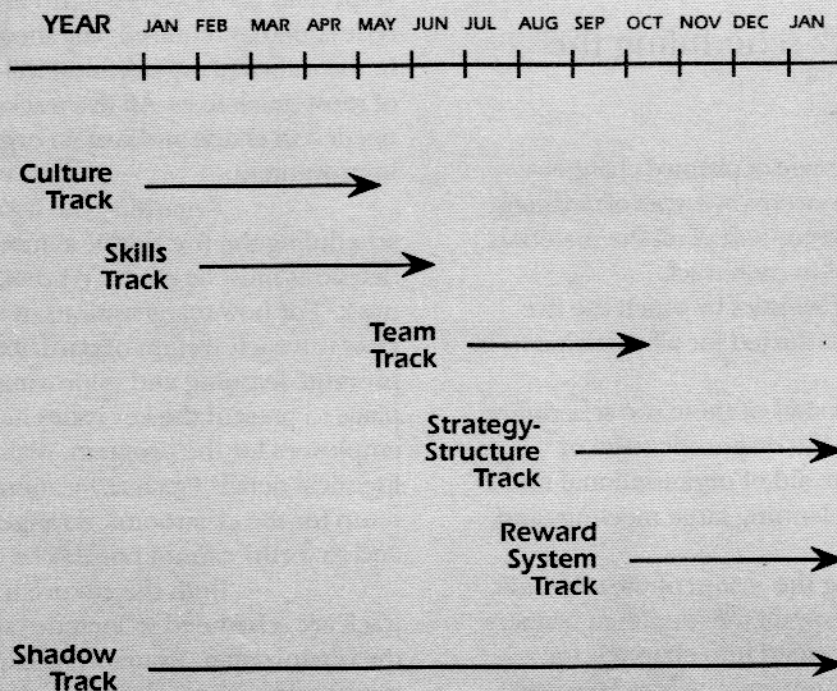 YEAR JAN FEB MAR APR MAY JUN JUL AUG SEP OCT NOV DEC JAN
Culture
Track
Skills
Track
Team
Track
Strategy-
Structure
Track
Reward
System
Track
Shadow
Track